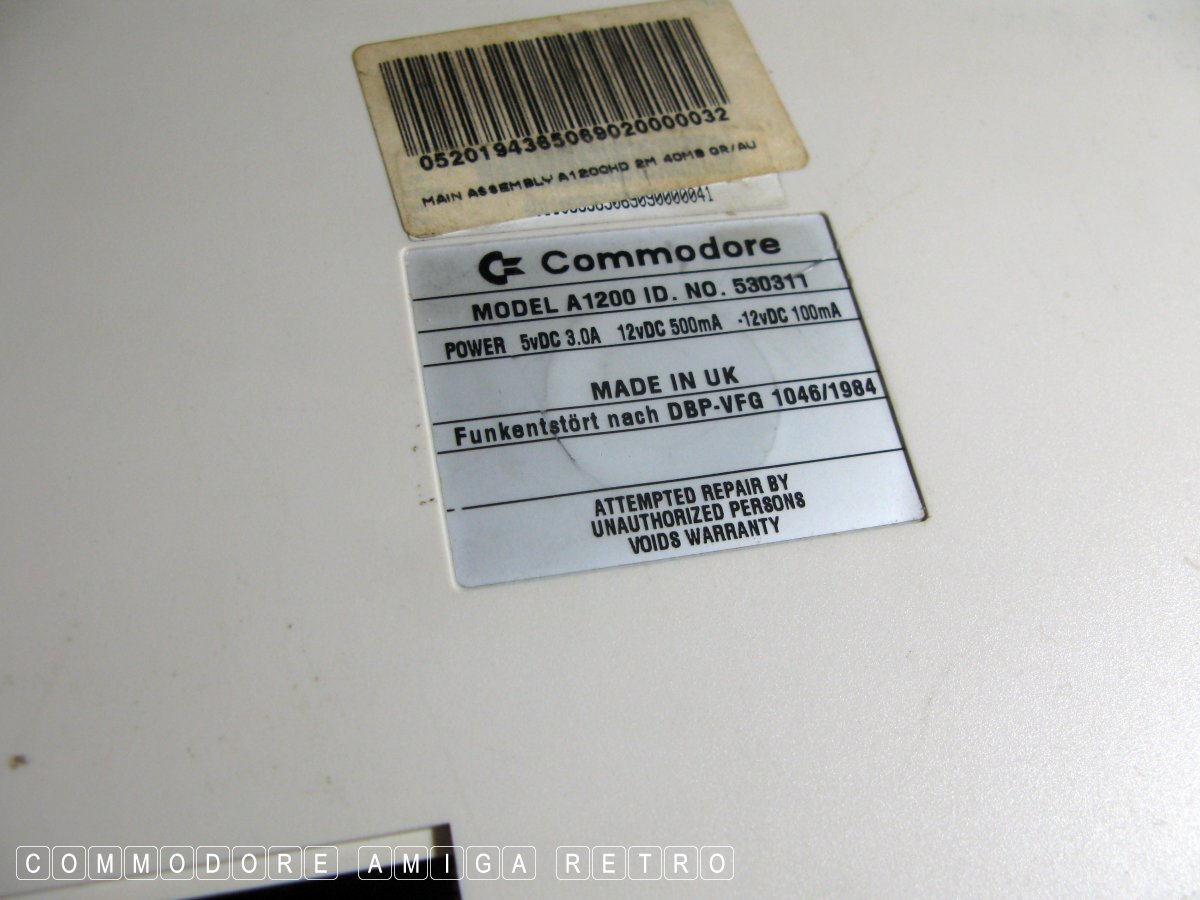 0520194365069020000032
MAIN ASSEMBLY A1200HD 2M 40MB GR/AU
Commodore
MODEL A1200 ID. NO. 530311
POWER 5vDC 3.0A 12vDC 500mA -12vDC 100mA
MADE IN UK
Funkentstört nach DBP-VFG 1046/1984
ATTEMPTED REPAIR BY
UNAUTHORIZED PERSONS
VOIDS WARRANTY
COMMODORE AMIGA RETRO